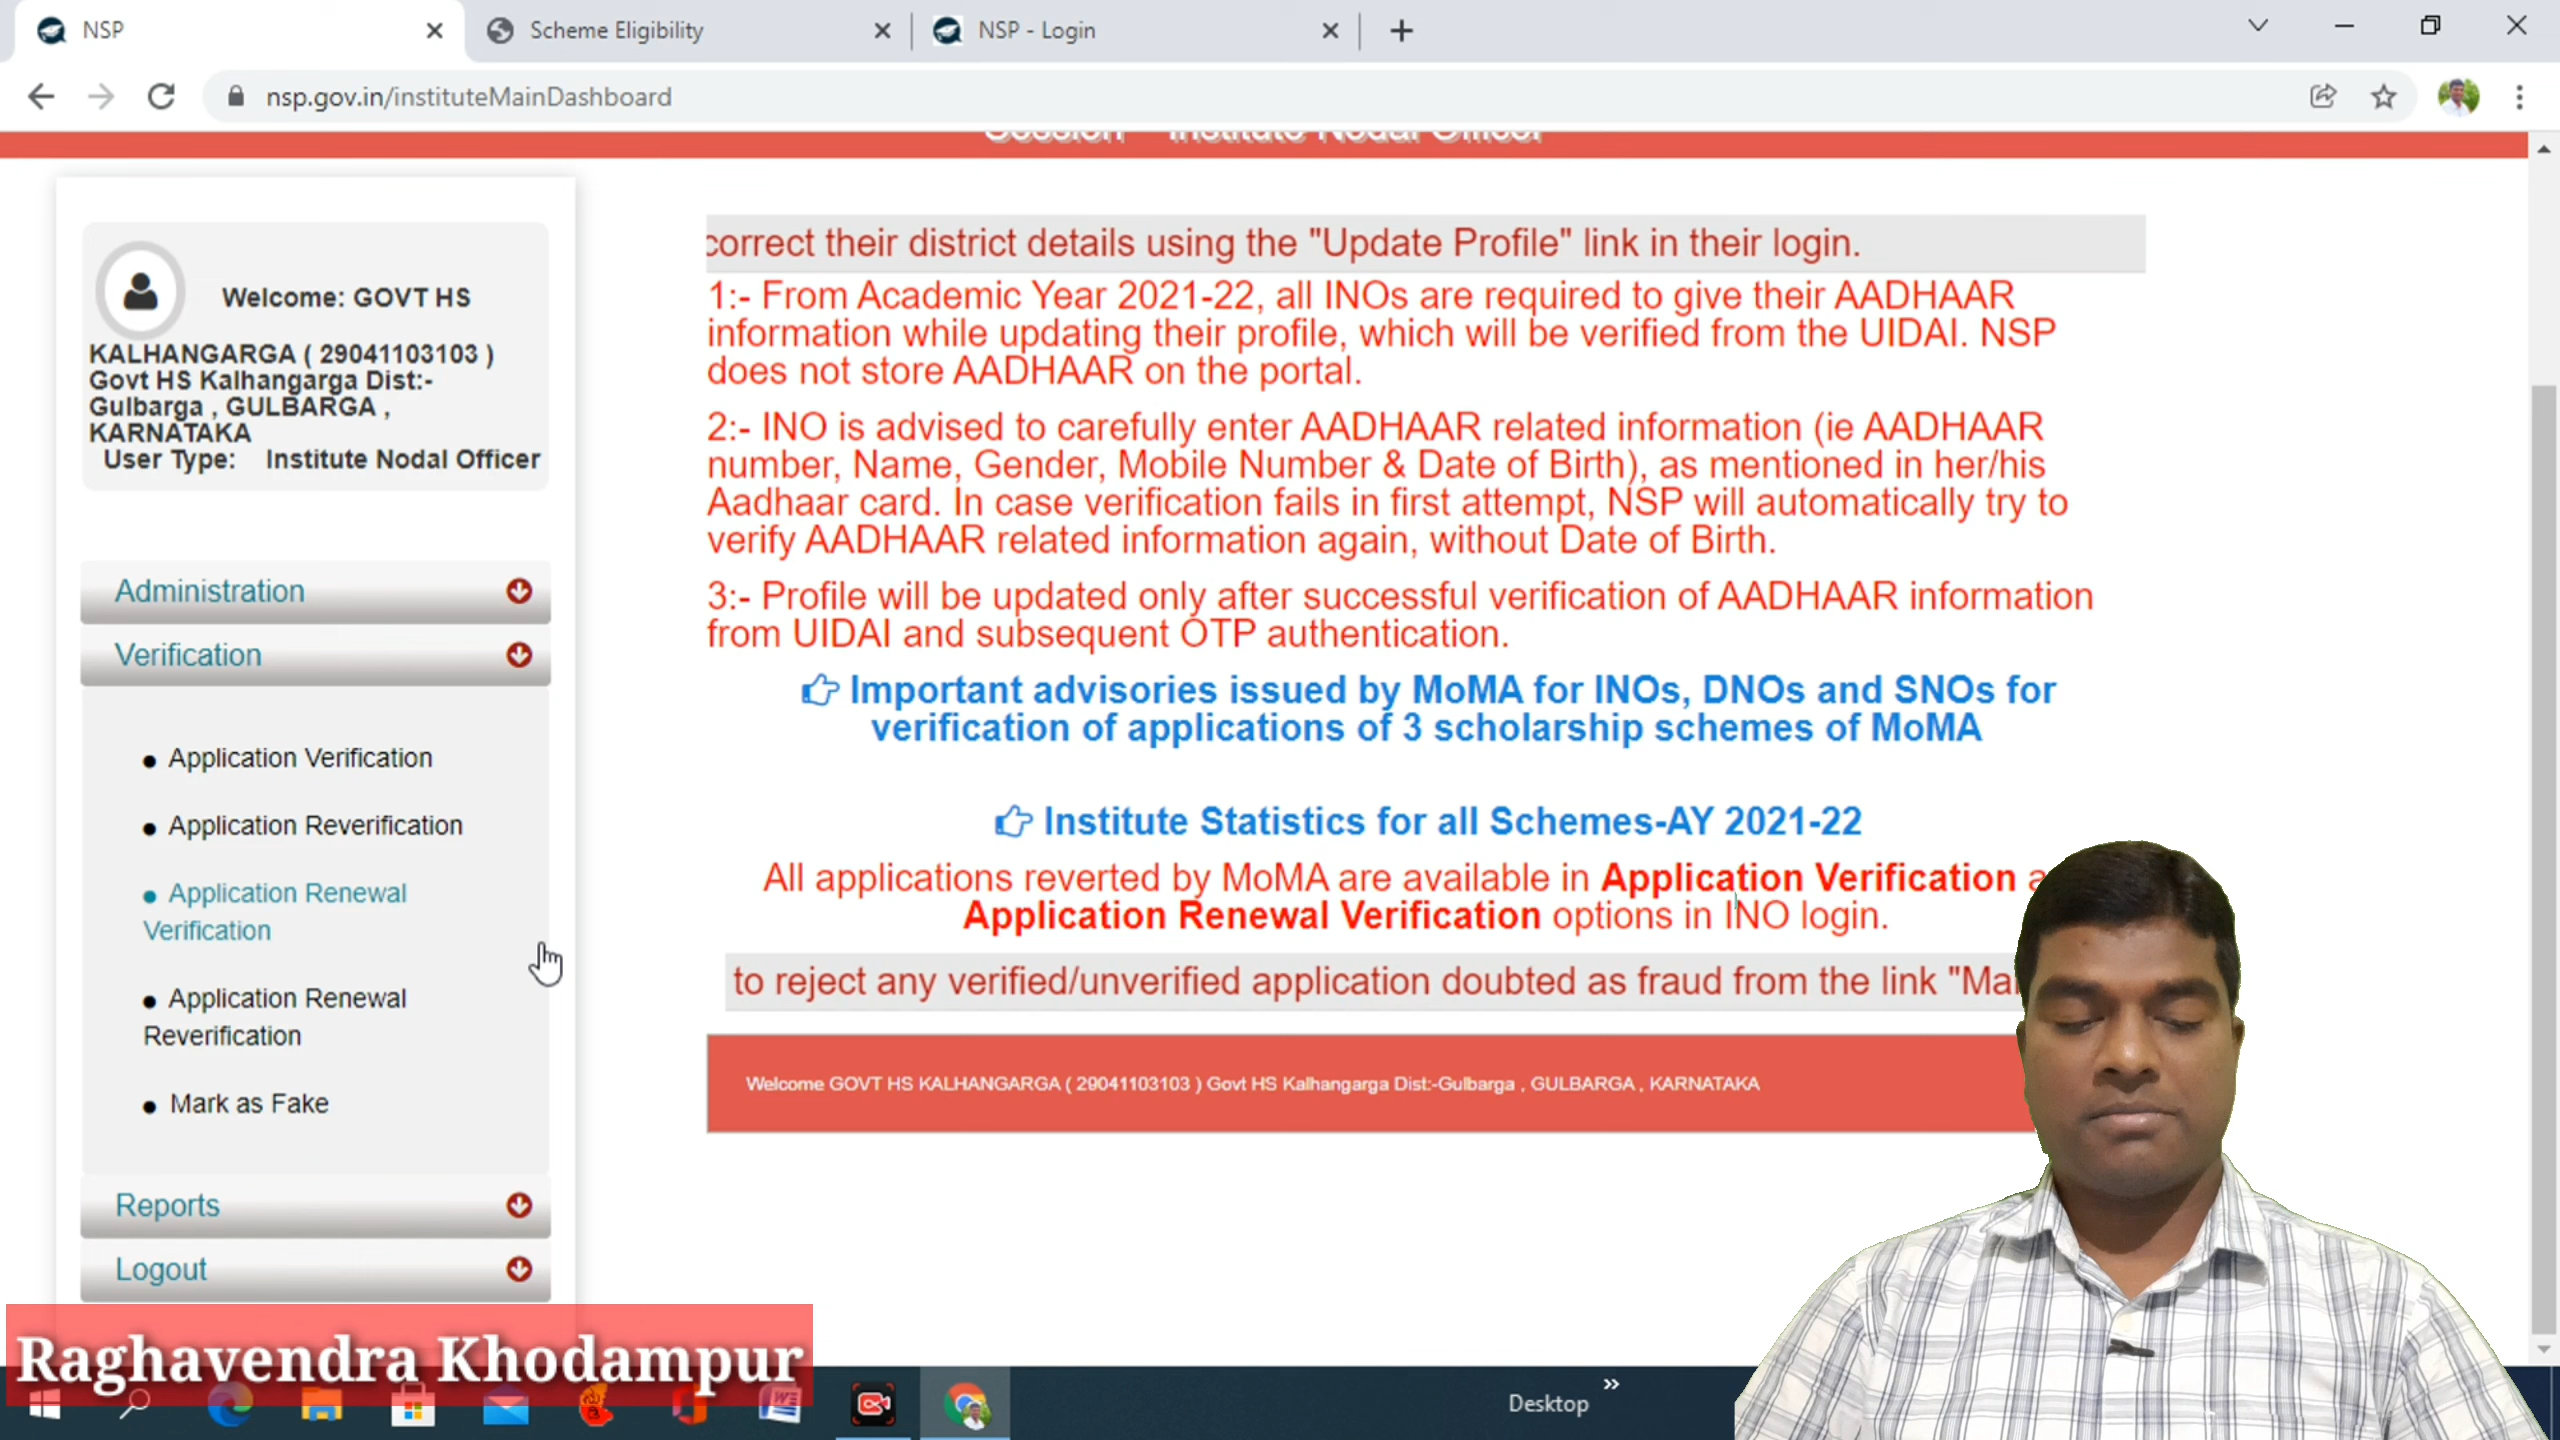 NSP
Scheme Eligibility
NSP - Login
nsp.gov.in/instituteMainDashboard
Session Institute Nodal Officer
Welcome: GOVT HS
KALHANGARGA ( 29041103103 )
Govt HS Kalhangarga Dist:-
Gulbarga , GULBARGA ,
KARNATAKA
User Type: Institute Nodal Officer
Administration
Verification
Application Verification
Application Reverification
Application Renewal
Verification
Application Renewal
Reverification
Mark as Fake
Reports
Logout
correct their district details using the "Update Profile" link in their login.
1:- From Academic Year 2021-22, all INOs are required to give their AADHAAR
information while updating their profile, which will be verified from the UIDAI. NSP
does not store AADHAAR on the portal.
2:- INO is advised to carefully enter AADHAAR related information (ie AADHAAR
number, Name, Gender, Mobile Number & Date of Birth), as mentioned in her/his
Aadhaar card. In case verification fails in first attempt, NSP will automatically try to
verify AADHAAR related information again, without Date of Birth.
3:- Profile will be updated only after successful verification of AADHAAR information
from UIDAI and subsequent OTP authentication.
Important advisories issued by MoMA for INOs, DNOs and SNOs for
verification of applications of 3 scholarship schemes of MoMA
Institute Statistics for all Schemes-AY 2021-22
All applications reverted by MoMA are available in Application Verification
Application Renewal Verification options in INO login.
to reject any verified/unverified application doubted as fraud from the link
Welcome GOVT HS KALHANGARGA ( 29041103103 ) Govt HS Kalhangarga Dist:-Gulbarga , GULBARGA , KARNATAKA
Raghavendra Khodampur
Desktop